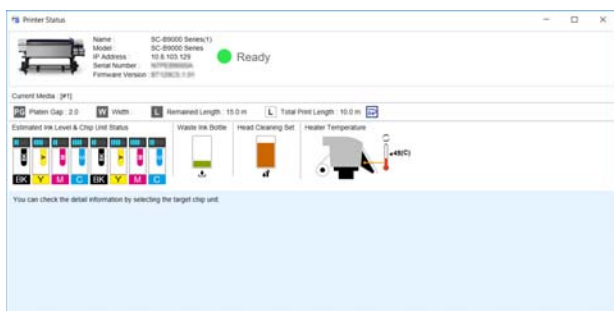 Printer Status
Name : SC-B9000 Series(1)
Model : SC-B9000 Series
IP Address : 10.8.103.129
Serial Number :
Firmware Version :
Ready
Current Media : [#1]
PG Platen Gap : 2.0 W Width : L Remained Length : 15.0 m L Total Print Length : 10.0 m
Estimated Ink Level & Chip Unit Status Waste Ink Bottle Head Cleaning Set Heater Temperature
45(C)
BK Y M C BK Y M C
You can check the detail information by selecting the target chip unit.